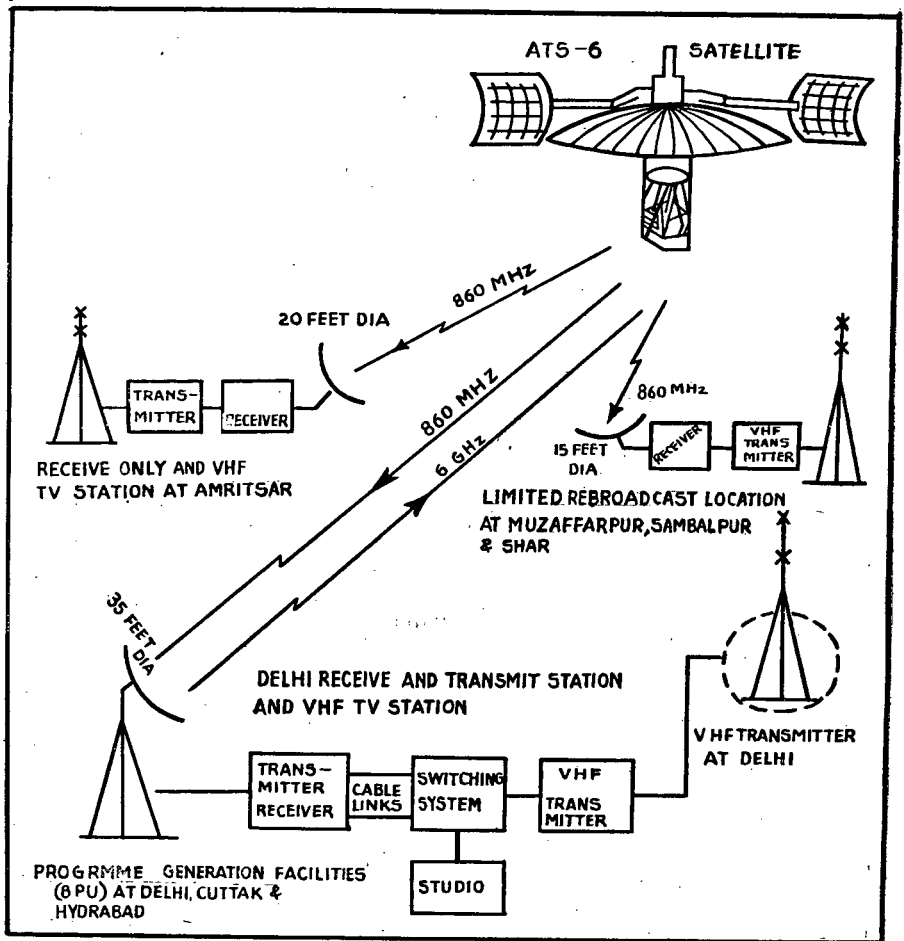 ATS-6 SATELLITE
860 MHz
20 FEET DIA
TRANS-
MITTER
RECEIVER
RECEIVE ONLY AND VHF
TV STATION AT AMRITSAR
860 MHZ
6 GHz
860 MHZ
15 FEET
DIA
RECEIVER
VHF
TRANS
MITTER
LIMITED REBROADCAST LOCATION
AT MUZAFFARPUR, SAMBALPUR
& SHAR
35 FEET
DIA
DELHI RECEIVE AND TRANSMIT STATION
AND VHF TV STATION
TRANS-
MITTER
RECEIVER
CABLE
LINKS
SWITCHING
SYSTEM
VHF
TRANS
MITTER
VHF TRANSMITTER
AT DELHI
STUDIO
PROGRMME GENERATION FACILITIES
(BPU) AT DELHI, CUTTAK &
HYDRABAD